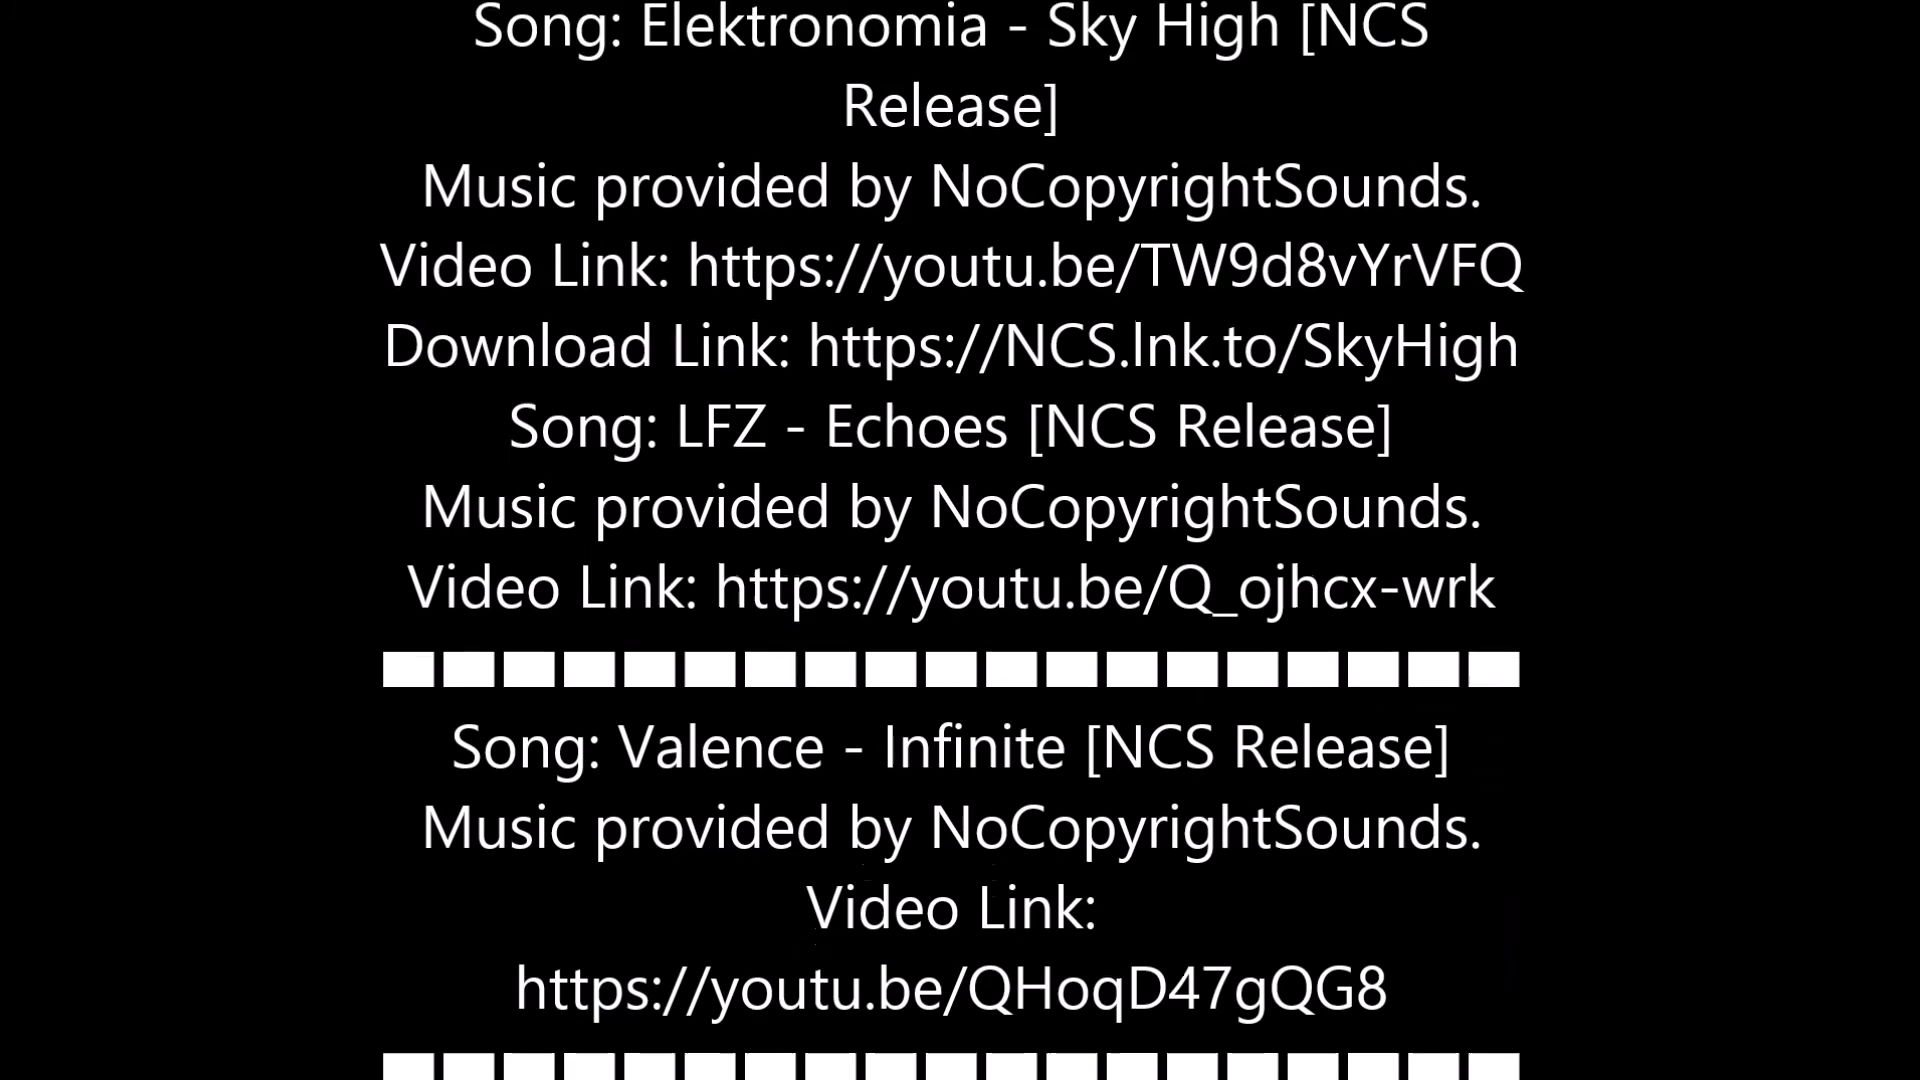 Song: Elektronomia - Sky High [NCS
Release]
Music provided by NoCopyrightSounds.
Video Link: https://youtu.be/TW9d8vYrVFQ
Download Link: https://NCS.lnk.to/SkyHigh
Song: LFZ - Echoes [NCS Release]
Music provided by NoCopyrightSounds.
Video Link: https://youtu.be/Q_ojhcx-wrk
Song: Valence - Infinite [NCS Release]
Music provided by NoCopyrightSounds.
Video Link:
https://youtu.be/QHoqD47gQG8